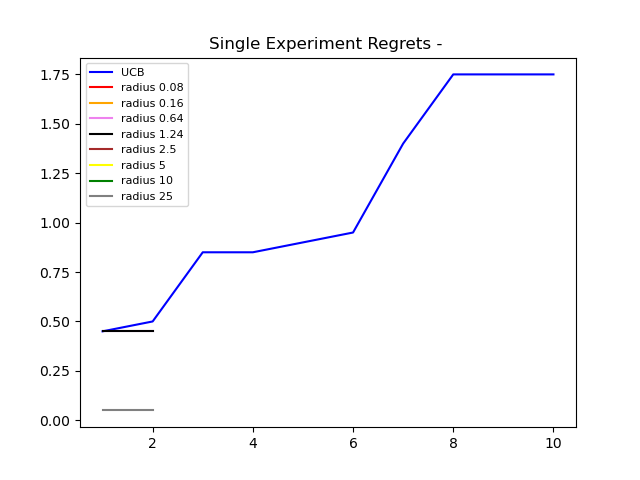 Single Experiment Regrets -
UCB
radius 0.08
radius 0.16
radius 0.64
radius 1.24
radius 2.5
radius 5
radius 10
radius 25
1.75
1.50
1.25
1.00
0.75
0.50
0.25
0.00
2 4 6 8 10